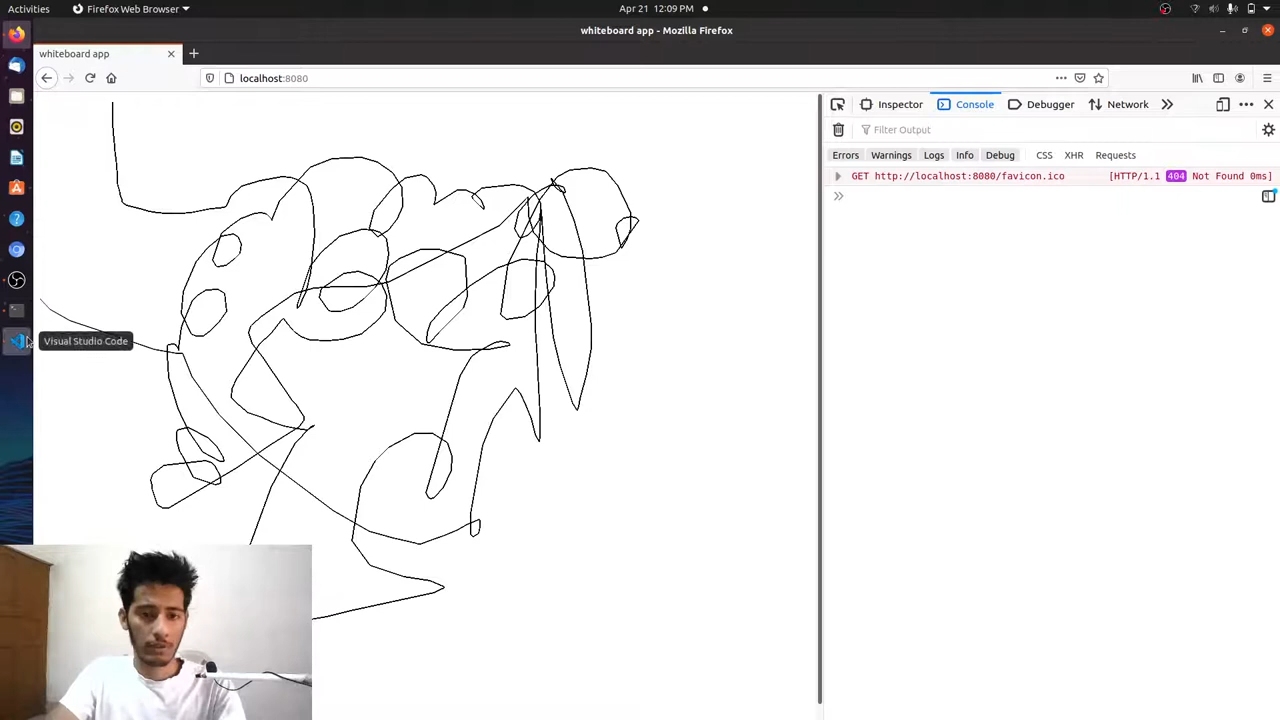 Activities
Firefox Web Browser
Apr 21 12:09 PM
whiteboard app - Mozilla Firefox
whiteboard app
localhost:8080
Inspector
Console
Debugger
Network
Filter Output
Errors
Warnings
Logs
Info
Debug
CSS
XHR
Requests
GET http://localhost:8080/favicon.ico
[HTTP/1.1 404 Not Found 0ms]
Visual Studio Code